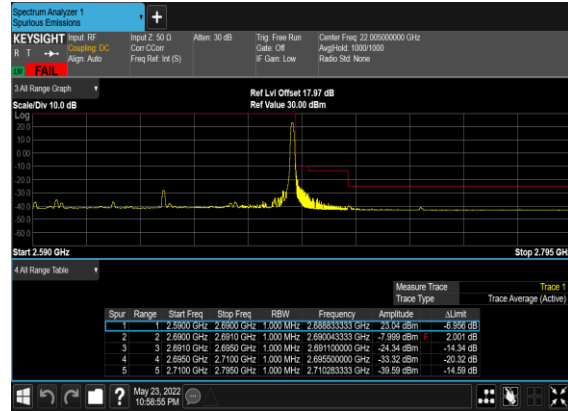 Spectrum Analyzer 1
Spurious Emissions
KEYSIGHT Input: RF Input Z: 50 Ω Atten: 30 dB Trig: Free Run Center Freq: 22.005000000 GHz
R T Coupling: DC Corr CCorr Gate: Off Avg|Hold: 1000/1000
Align: Auto Freq Ref: Int (S) IF Gain: Low Radio Std: None
FAIL
3 All Range Graph
Ref Lvl Offset 17.97 dB
Scale/Div 10.0 dB Ref Value 30.00 dBm
Log
20.0
10.0
0.00
-10.0
-20.0
-30.0
-40.0
-50.0
-60.0
Start 2.590 GHz Stop 2.795 GH
4 All Range Table
Measure Trace Trace 1
Trace Type Trace Average (Active)
Spur Range Start Freq Stop Freq RBW Frequency Amplitude ΔLimit
1 1 2.5900 GHz 2.6900 GHz 1.000 MHz 2.688833333 GHz 23.04 dBm -6.956 dB
2 2 2.6900 GHz 2.6910 GHz 1.000 MHz 2.690043333 GHz -7.999 dBm F 2.001 dB
3 3 2.6910 GHz 2.6950 GHz 1.000 MHz 2.691100000 GHz -24.34 dBm -14.34 dB
4 4 2.6950 GHz 2.7100 GHz 1.000 MHz 2.695500000 GHz -33.32 dBm -20.32 dB
5 5 2.7100 GHz 2.7950 GHz 1.000 MHz 2.710283333 GHz -39.59 dBm -14.59 dB
? May 23, 2022
10:58:55 PM